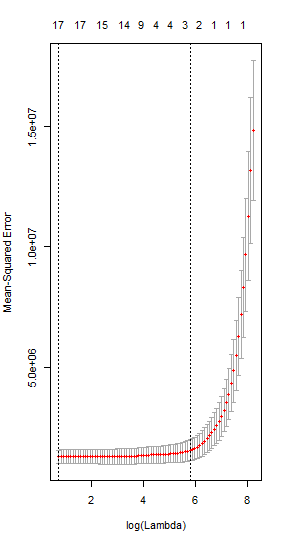 17 17 15 14 9 4 4 3 2 1 1 1
1.5e+07
1.0e+07
5.0e+06
Mean-Squared Error
2 4 6 8
log(Lambda)